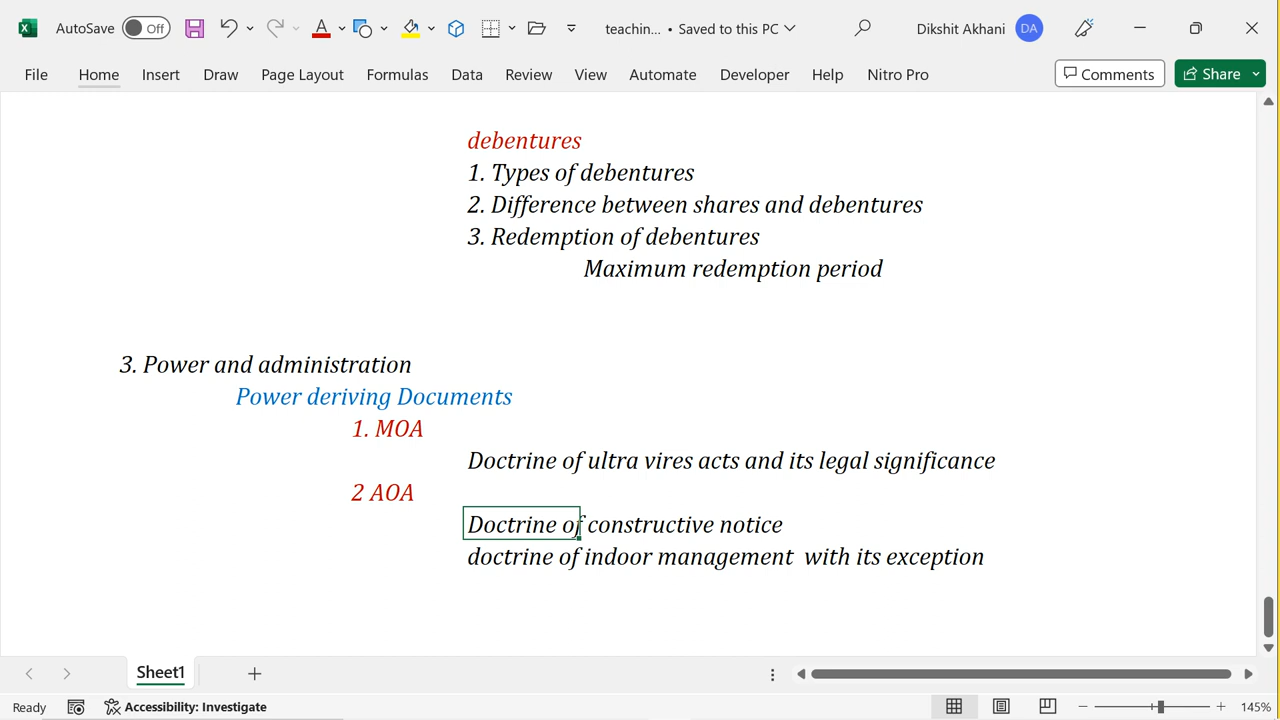 AutoSave Off teachin... • Saved to this PC Dikshit Akhani DA
File Home Insert Draw Page Layout Formulas Data Review View Automate Developer Help Nitro Pro Comments Share
debentures
1. Types of debentures
2. Difference between shares and debentures
3. Redemption of debentures
Maximum redemption period
3. Power and administration
Power deriving Documents
1. MOA
Doctrine of ultra vires acts and its legal significance
2 AOA
Doctrine of constructive notice
doctrine of indoor management with its exception
Sheet1
Ready Accessibility: Investigate 145%